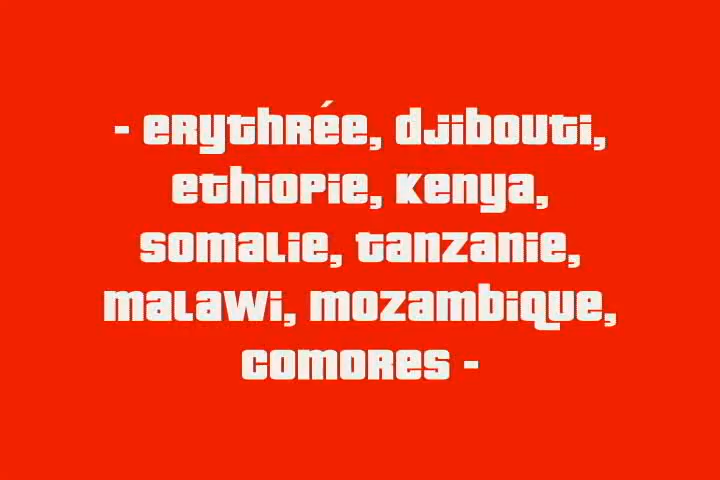 - Erythrée, Djibouti,
Ethiopie, Kenya,
Somalie, Tanzanie,
Malawi, Mozambique,
Comores -